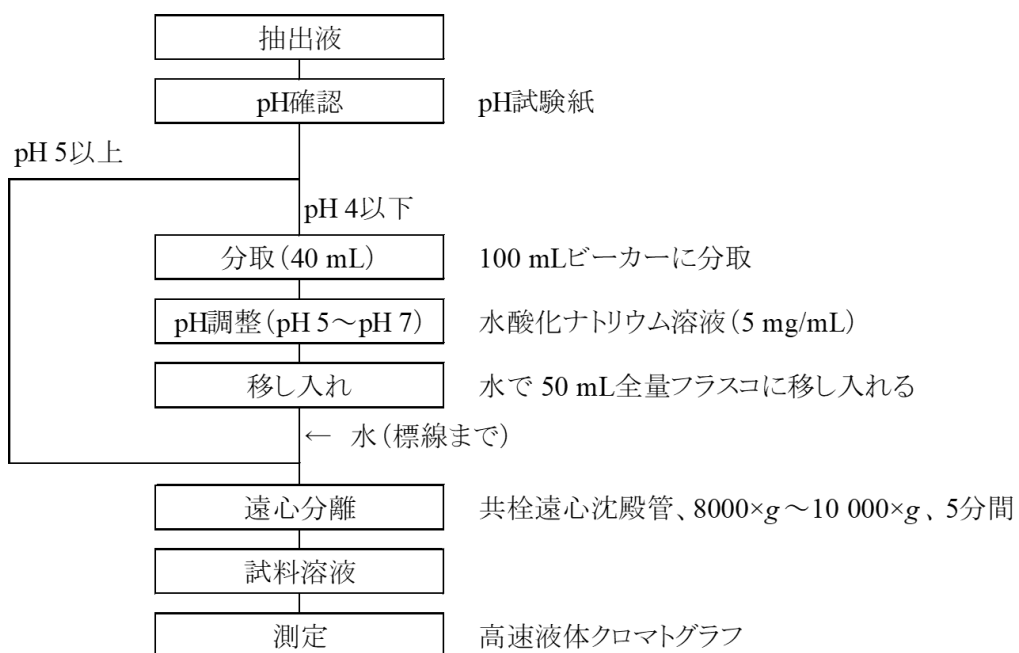 抽出液
pH確認 pH試験紙
pH 5以上
pH 4以下
分取（40 mL） 100 mLビーカーに分取
pH調整（pH 5～pH 7） 水酸化ナトリウム溶液（5 mg/mL）
移し入れ 水で 50 mL全量フラスコに移し入れる
← 水（標線まで）
遠心分離 共栓遠心沈殿管、8000×g～10 000×g 、5分間
試料溶液
測定 高速液体クロマトグラフ